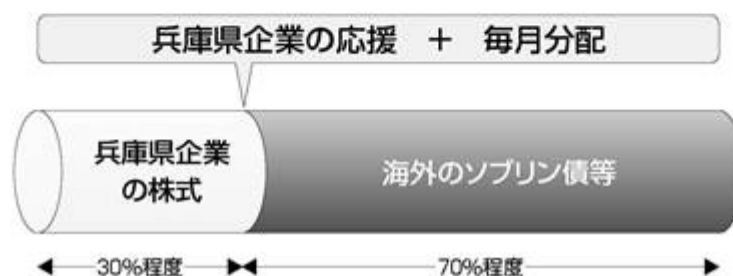 兵庫県企業の応援 + 毎月分配
兵庫県企業
の株式
海外のソブリン債等
30%程度
70%程度